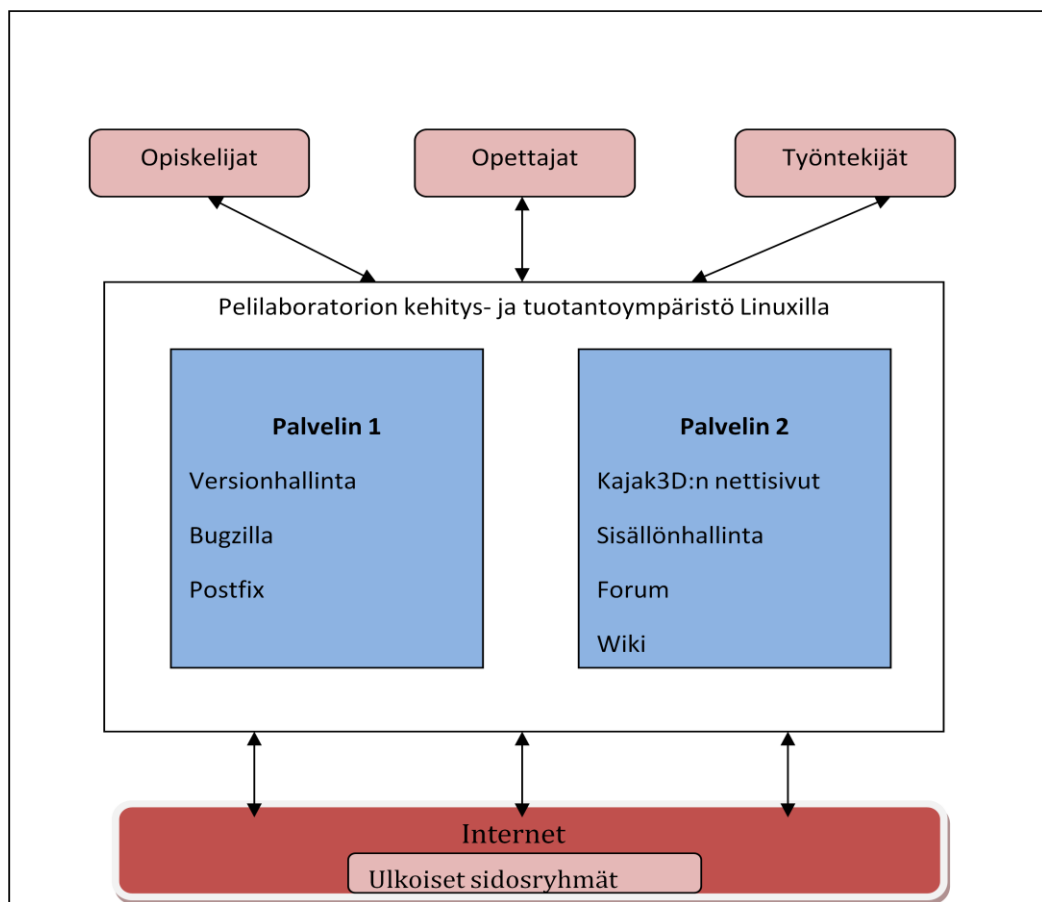 Opiskelijat
Opettajat
Työntekijät
Pelilaboratorion kehitys- ja tuotantoympäristö Linuxilla
Palvelin 1
Versionhallinta
Bugzilla
Postfix
Palvelin 2
Kajak3D:n nettisivut
Sisällönhallinta
Forum
Wiki
Internet
Ulkoiset sidosryhmät